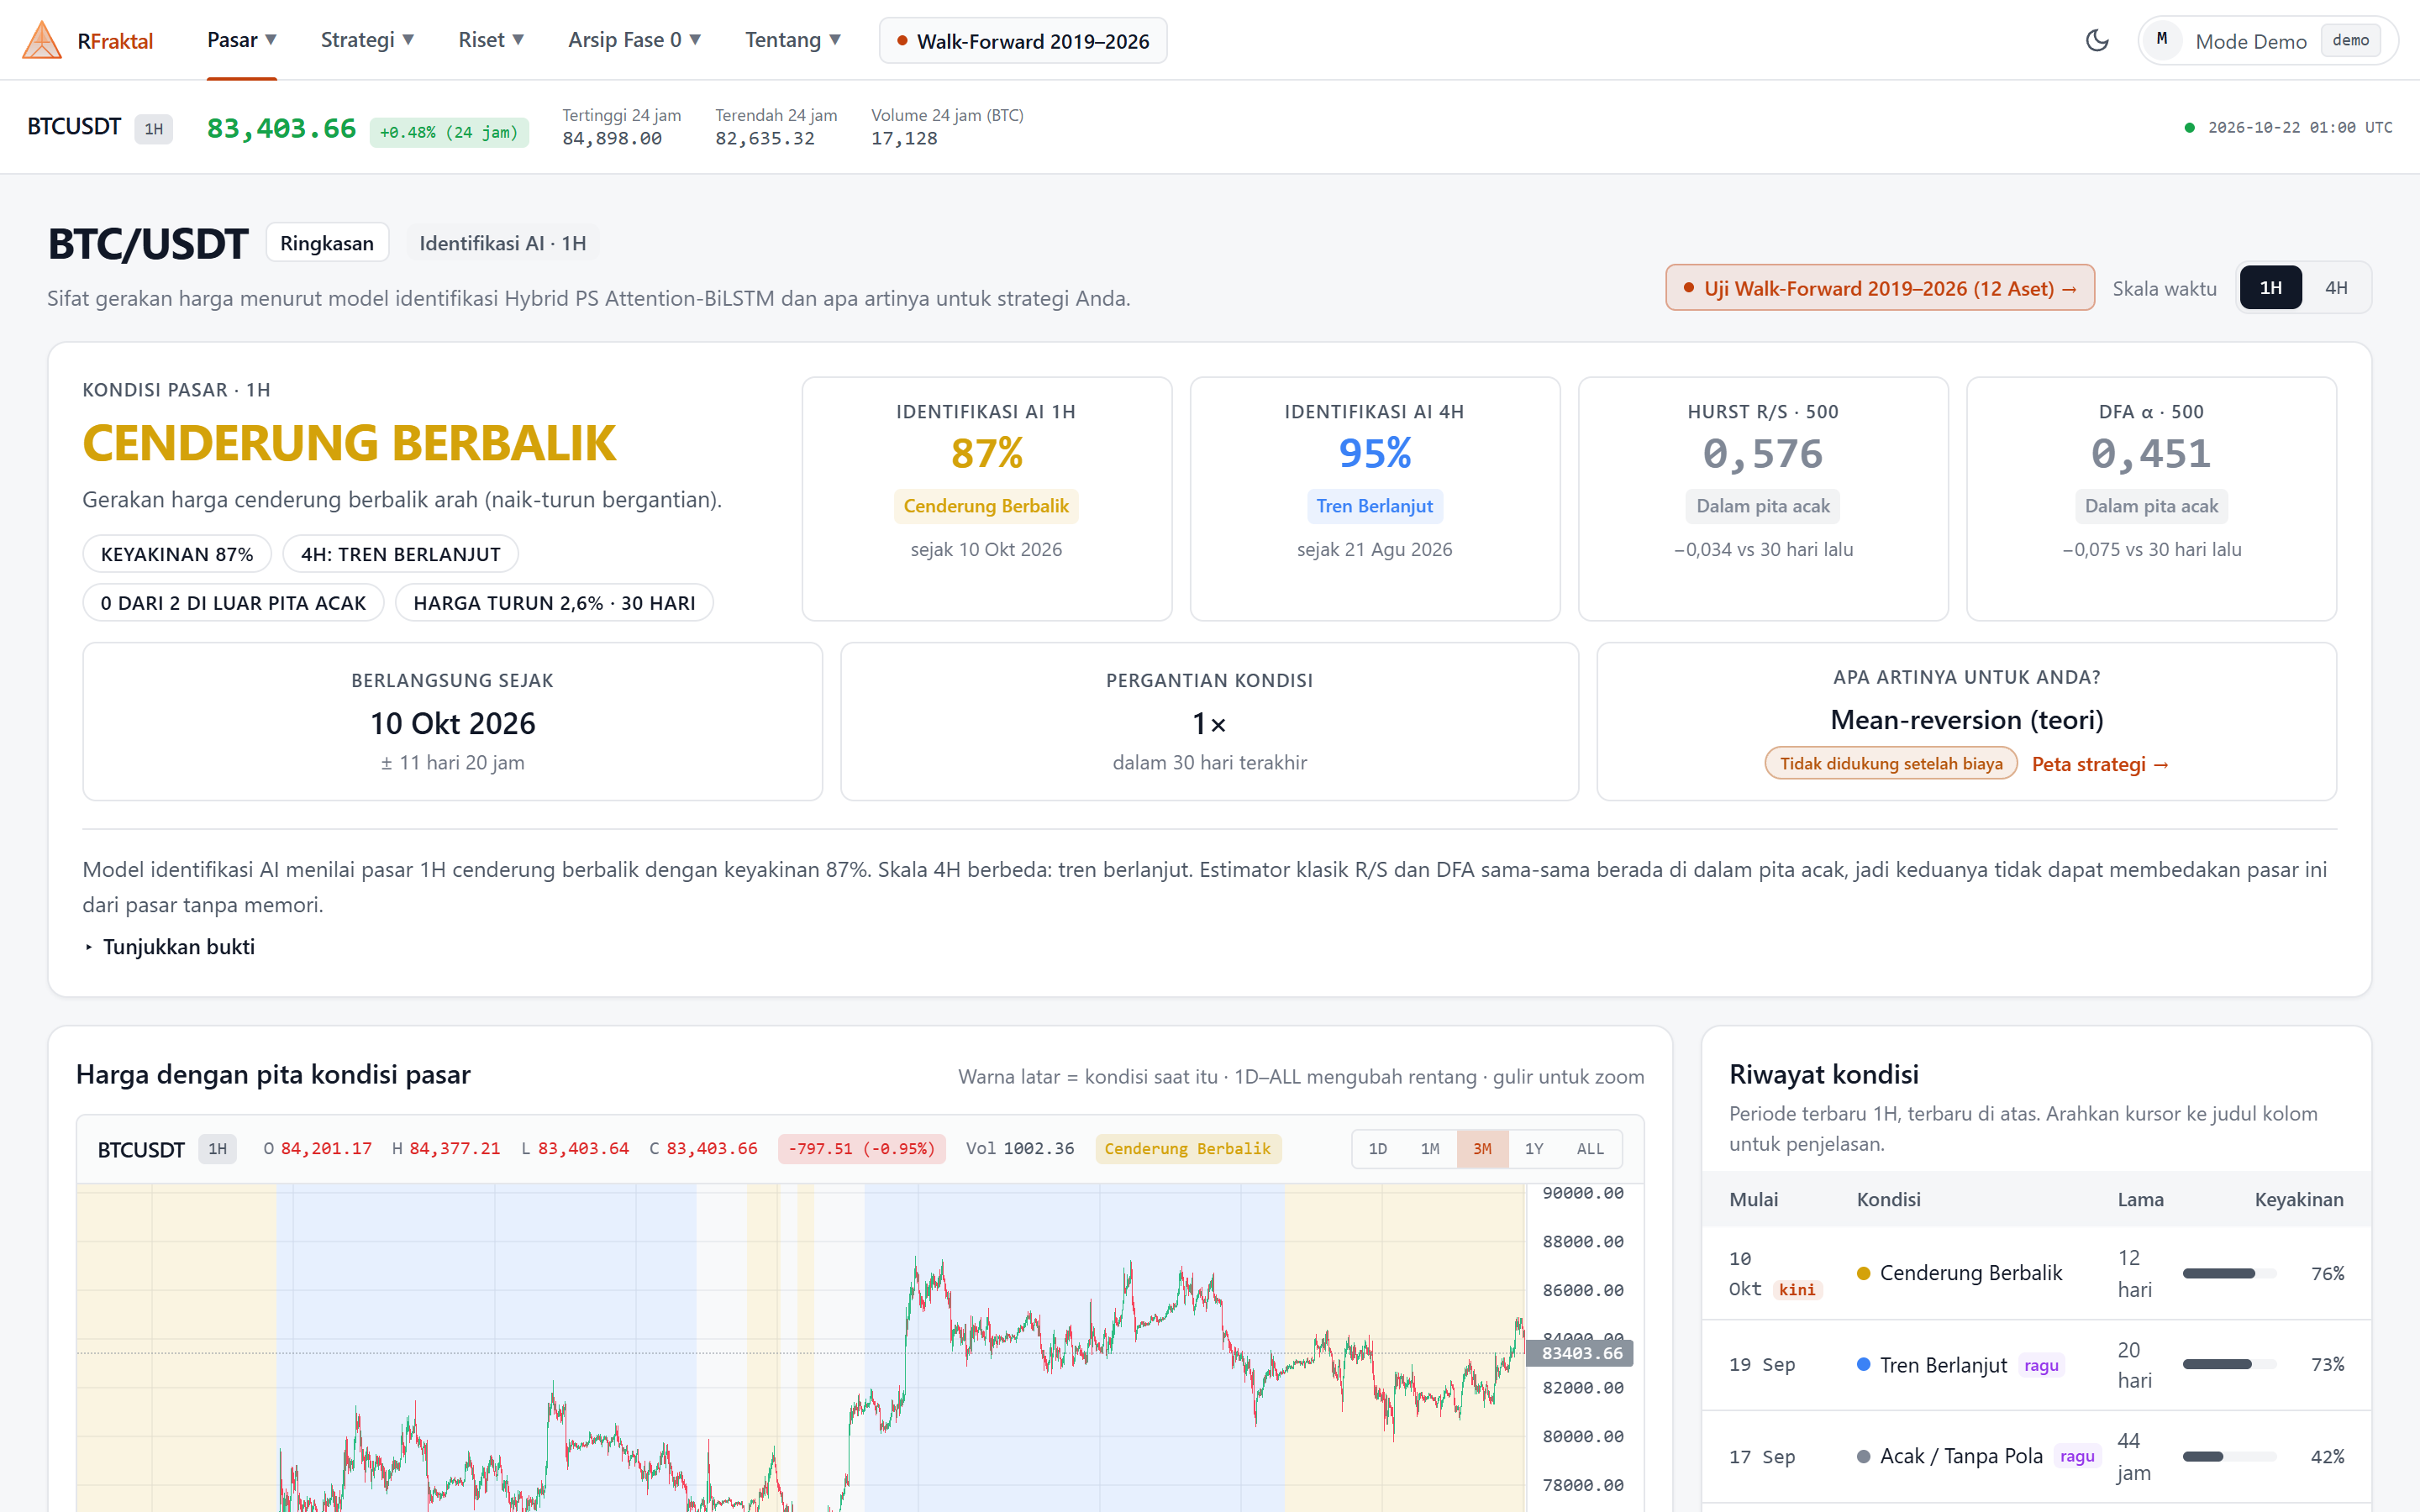 RFraktal
Pasar ▼
Strategi ▼
Riset ▼
Arsip Fase 0 ▼
Tentang ▼
Walk-Forward 2019–2026
M Mode Demo demo
BTCUSDT 1H
83,403.66 +0.48% (24 jam)
Tertinggi 24 jam
84,898.00
Terendah 24 jam
82,635.32
Volume 24 jam (BTC)
17,128
2026-10-22 01:00 UTC
BTC/USDT Ringkasan Identifikasi AI · 1H
Sifat gerakan harga menurut model identifikasi Hybrid PS Attention-BiLSTM dan apa artinya untuk strategi Anda.
Uji Walk-Forward 2019–2026 (12 Aset) →
Skala waktu 1H 4H
KONDISI PASAR · 1H
CENDERUNG BERBALIK
Gerakan harga cenderung berbalik arah (naik-turun bergantian).
KEYAKINAN 87% 4H: TREN BERLANJUT
0 DARI 2 DI LUAR PITA ACAK HARGA TURUN 2,6% · 30 HARI
IDENTIFIKASI AI 1H
87%
Cenderung Berbalik
sejak 10 Okt 2026
IDENTIFIKASI AI 4H
95%
Tren Berlanjut
sejak 21 Agu 2026
HURST R/S · 500
0,576
Dalam pita acak
−0,034 vs 30 hari lalu
DFA α · 500
0,451
Dalam pita acak
−0,075 vs 30 hari lalu
BERLANGSUNG SEJAK
10 Okt 2026
± 11 hari 20 jam
PERGANTIAN KONDISI
1×
dalam 30 hari terakhir
APA ARTINYA UNTUK ANDA?
Mean-reversion (teori)
Tidak didukung setelah biaya Peta strategi →
Model identifikasi AI menilai pasar 1H cenderung berbalik dengan keyakinan 87%. Skala 4H berbeda: tren berlanjut. Estimator klasik R/S dan DFA sama-sama berada di dalam pita acak, jadi keduanya tidak dapat membedakan pasar ini
dari pasar tanpa memori.
‣ Tunjukkan bukti
Harga dengan pita kondisi pasar
Warna latar = kondisi saat itu · 1D–ALL mengubah rentang · gulir untuk zoom
BTCUSDT 1H O 84,201.17 H 84,377.21 L 83,403.64 C 83,403.66 -797.51 (-0.95%) Vol 1002.36 Cenderung Berbalik
1D 1M 3M 1Y ALL
90000.00
88000.00
86000.00
84000.00
83403.66
82000.00
80000.00
78000.00
Riwayat kondisi
Periode terbaru 1H, terbaru di atas. Arahkan kursor ke judul kolom
untuk penjelasan.
Mulai Kondisi Lama Keyakinan
10 Okt kini Cenderung Berbalik 12 hari 76%
19 Sep Tren Berlanjut ragu 20 hari 73%
17 Sep Acak / Tanpa Pola ragu 44 jam 42%